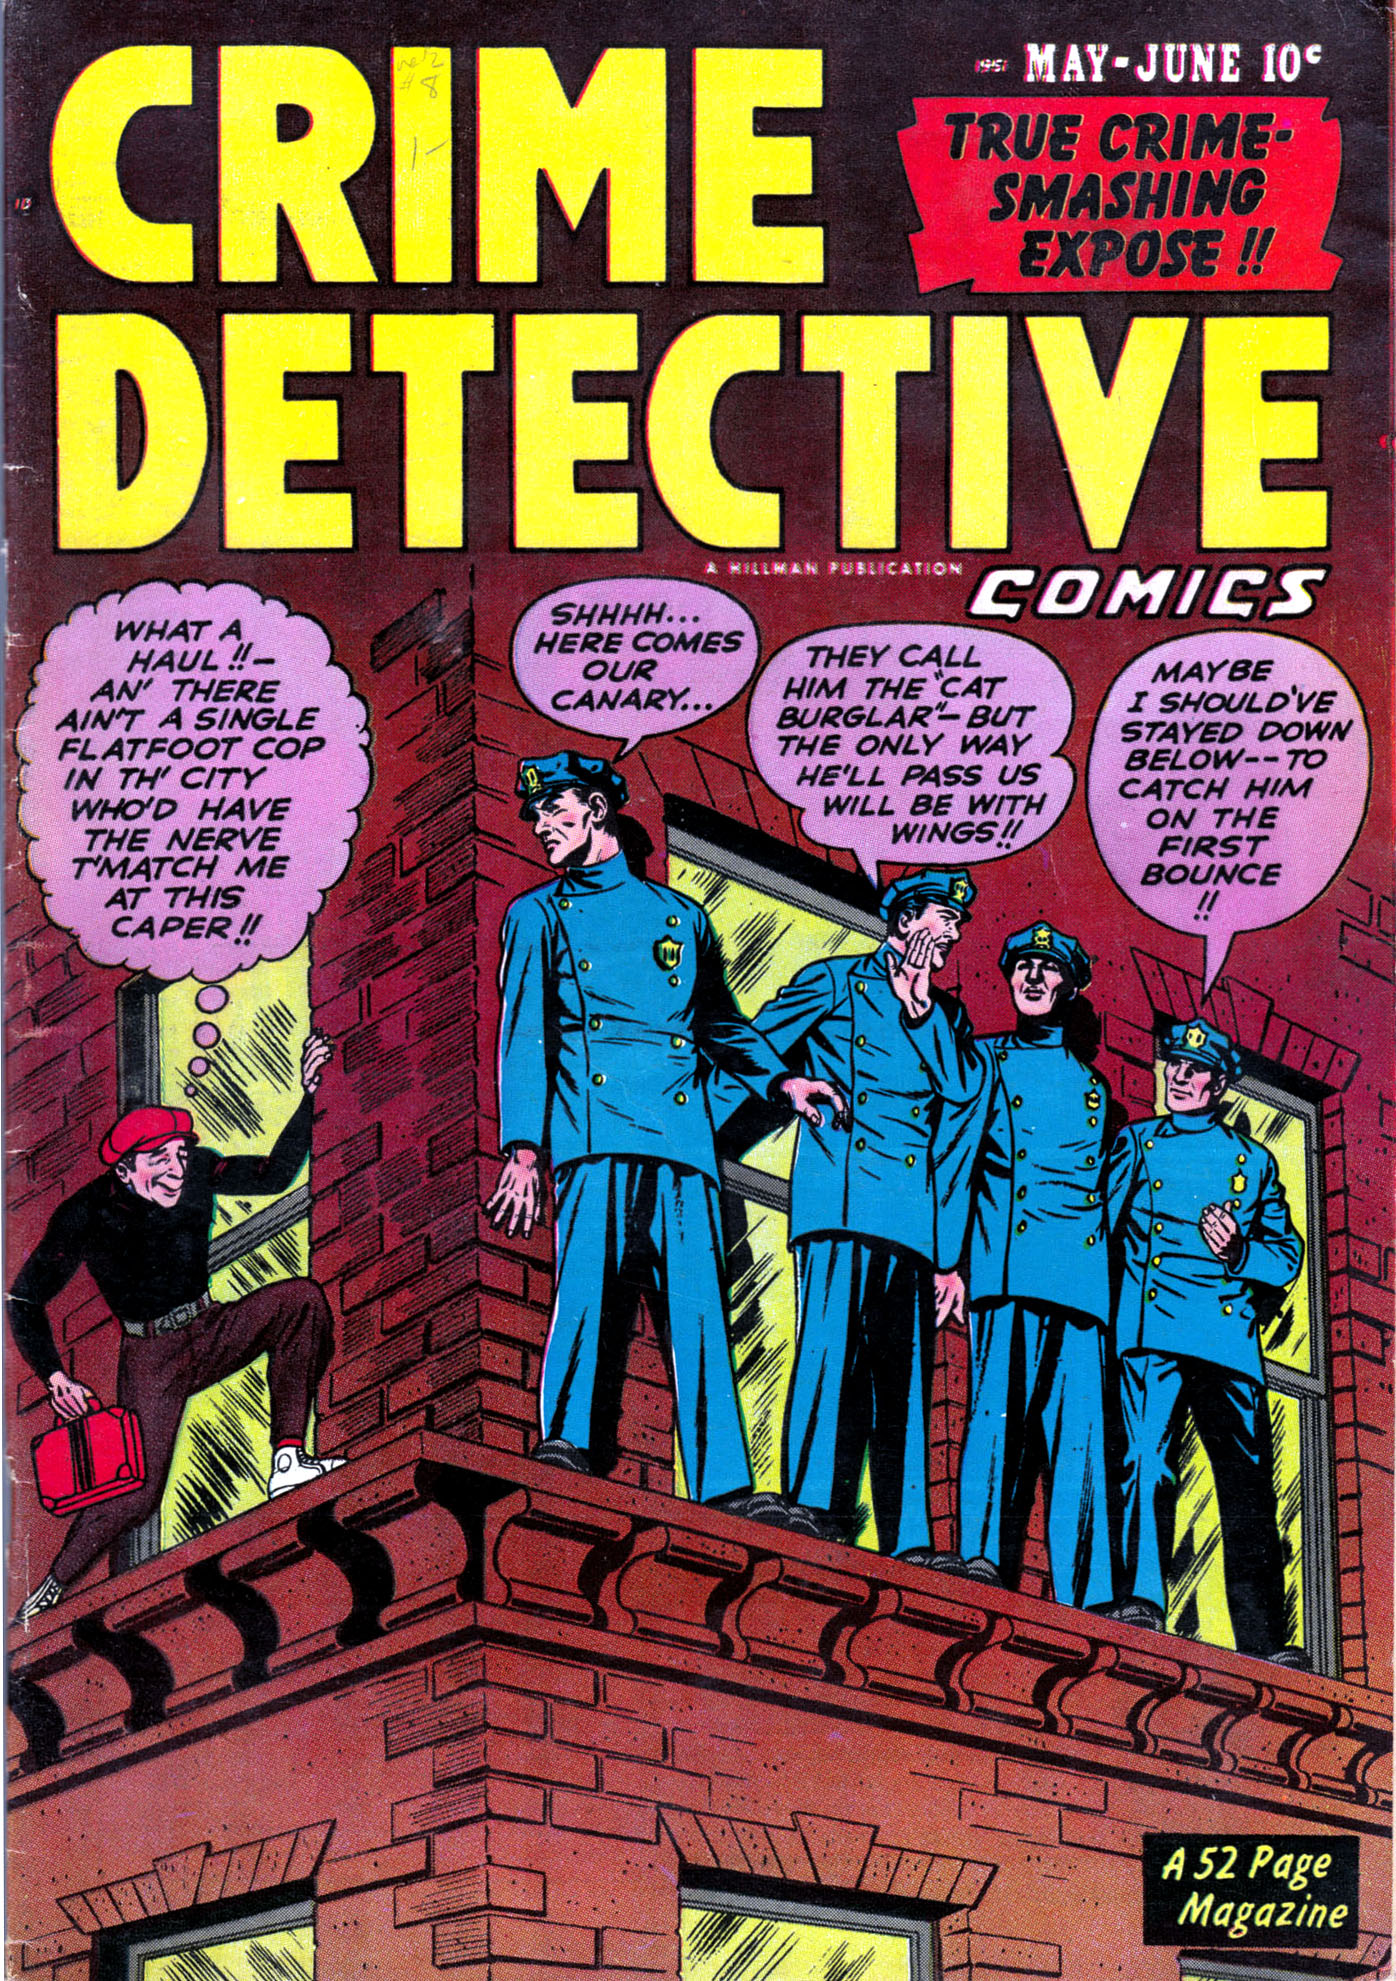 CRIME
DETECTIVE
COMICS
1951 MAY-JUNE 10¢
TRUE CRIME-
SMASHING
EXPOSE!!
A HILLMAN PUBLICATION
#8
1-
WHAT A
HAUL!!—
AN' THERE
AIN'T A SINGLE
FLATFOOT COP
IN TH' CITY
WHO'D HAVE
THE NERVE
T'MATCH ME
AT THIS
CAPER!!
SHHHH...
HERE COMES
OUR
CANARY...
THEY CALL
HIM THE "CAT
BURGLAR"—BUT
THE ONLY WAY
HE'LL PASS US
WILL BE WITH
WINGS!!
MAYBE
I SHOULD'VE
STAYED DOWN
BELOW--TO
CATCH HIM
ON THE
FIRST
BOUNCE
!!
A 52 Page
Magazine